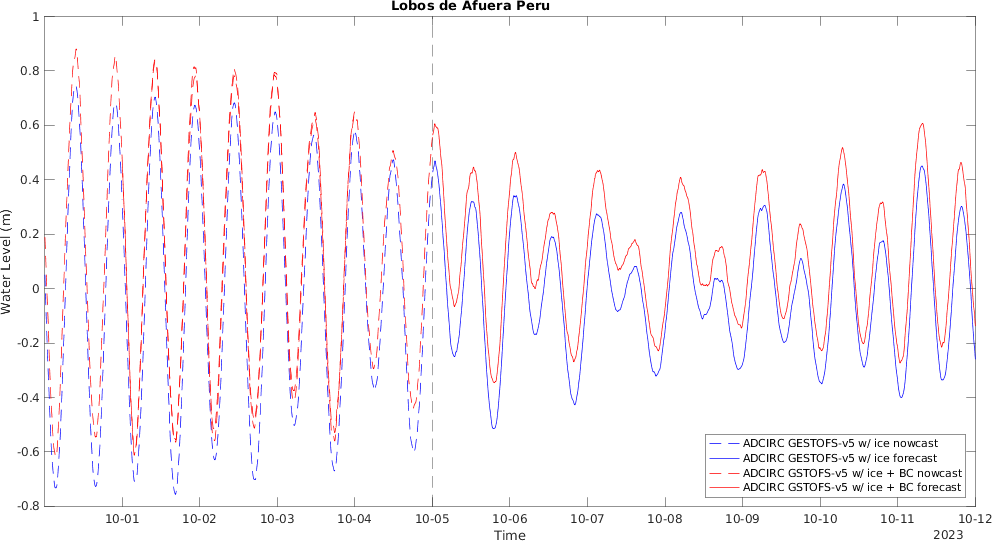 Lobos de Afuera Peru
1
0.8
0.6
0.4
0.2
0
-0.2
-0.4
-0.6
-0.8
Water Level (m)
10-01 10-02 10-03 10-04 10-05 10-06 10-07 10-08 10-09 10-10 10-11 10-12
Time
2023
ADCIRC GESTOFS-v5 w/ ice nowcast
ADCIRC GESTOFS-v5 w/ ice forecast
ADCIRC GSTOFS-v5 w/ ice + BC nowcast
ADCIRC GSTOFS-v5 w/ ice + BC forecast